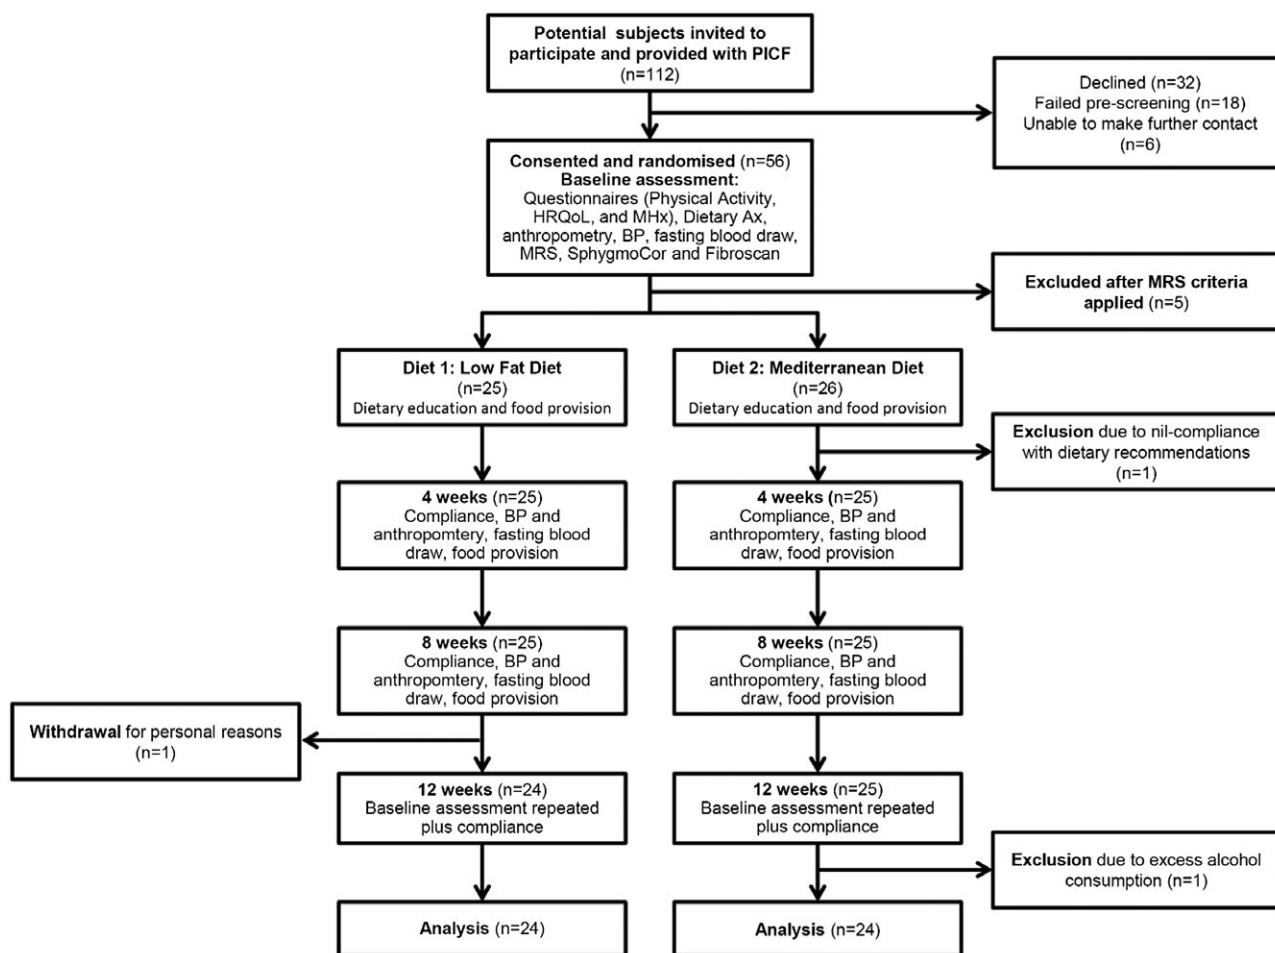 Potential subjects invited to
participate and provided with PICF
(n=112)
Declined (n=32)
Failed pre-screening (n=18)
Unable to make further contact
(n=6)
Consented and randomised (n=56)
Baseline assessment:
Questionnaires (Physical Activity,
HRQoL, and MHx), Dietary Ax,
anthropometry, BP, fasting blood draw,
MRS, SphygmoCor and Fibroscan
Excluded after MRS criteria
applied (n=5)
Diet 1: Low Fat Diet
(n=25)
Dietary education and food provision
Diet 2: Mediterranean Diet
(n=26)
Dietary education and food provision
Exclusion due to nil-compliance
with dietary recommendations
(n=1)
4 weeks (n=25)
Compliance, BP and
anthropomtery, fasting blood
draw, food provision
4 weeks (n=25)
Compliance, BP and
anthropomtery, fasting blood
draw, food provision
8 weeks (n=25)
Compliance, BP and
anthropomtery, fasting blood
draw, food provision
8 weeks (n=25)
Compliance, BP and
anthropomtery, fasting blood
draw, food provision
Withdrawal for personal reasons
(n=1)
12 weeks (n=24)
Baseline assessment repeated
plus compliance
12 weeks (n=25)
Baseline assessment repeated
plus compliance
Exclusion due to excess alcohol
consumption (n=1)
Analysis (n=24)
Analysis (n=24)